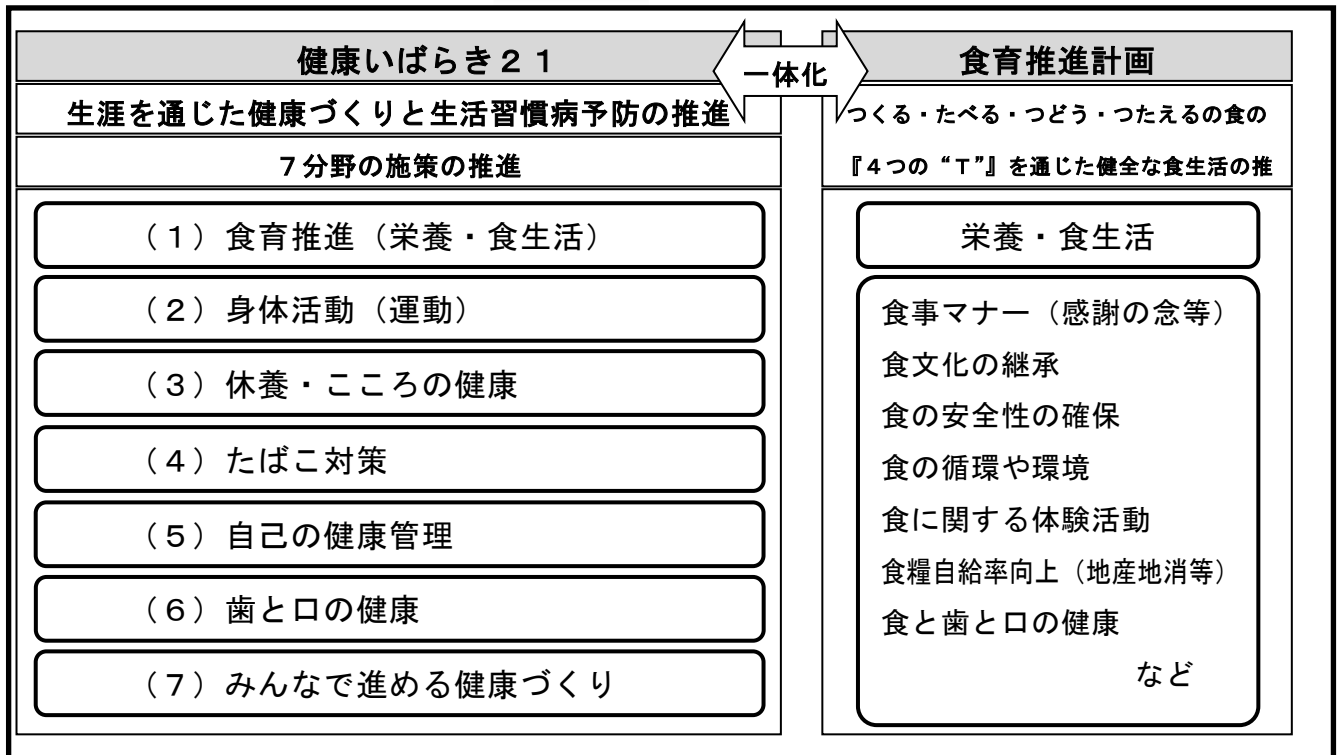 健康いばらき２１
生涯を通じた健康づくりと生活習慣病予防の推進
７分野の施策の推進
（１）食育推進（栄養・食生活）
（２）身体活動（運動）
（３）休養・こころの健康
（４）たばこ対策
（５）自己の健康管理
（６）歯と口の健康
（７）みんなで進める健康づくり
一体化
食育推進計画
つくる・たべる・つどう・つたえるの食の
『４つの“Ｔ”』を通じた健全な食生活の推
栄養・食生活
食事マナー（感謝の念等）
食文化の継承
食の安全性の確保
食の循環や環境
食に関する体験活動
食糧自給率向上（地産地消等）
食と歯と口の健康
など